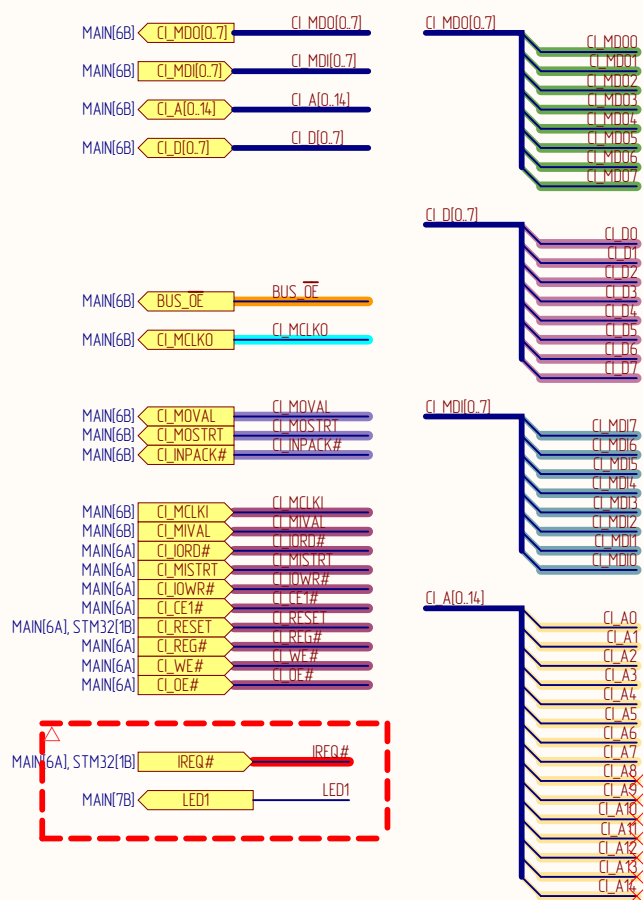 MAIN[6B] CI_MDO[0..7] CI_MDO[0..7]
MAIN[6B] CI_MDI[0..7] CI_MDI[0..7]
MAIN[6B] CI_A[0..14] CI_A[0..14]
MAIN[6B] CI_D[0..7] CI_D[0..7]
MAIN[6B] BUS_OE BUS_OE
MAIN[6B] CI_MCLKO CI_MCLKO
MAIN[6B] CI_MOVAL CI_MOVAL
MAIN[6B] CI_MOSTRT CI_MOSTRT
MAIN[6B] CI_INPACK# CI_INPACK#
MAIN[6B] CI_MCLKI CI_MCLKI
MAIN[6B] CI_MIVAL CI_MIVAL
MAIN[6A] CI_IORD# CI_IORD#
MAIN[6A] CI_MISTRT CI_MISTRT
MAIN[6A] CI_IOWR# CI_IOWR#
MAIN[6A] CI_CE1# CI_CE1#
MAIN[6A], STM32[1B] CI_RESET CI_RESET
MAIN[6A] CI_REG# CI_REG#
MAIN[6A] CI_WE# CI_WE#
MAIN[6A] CI_OE# CI_OE#
MAIN[6A], STM32[1B] IREQ# IREQ#
MAIN[7B] LED1 LED1
CI_MDO[0..7]
CI_MDO0
CI_MDO1
CI_MDO2
CI_MDO3
CI_MDO4
CI_MDO5
CI_MDO6
CI_MDO7
CI_D[0..7]
CI_D0
CI_D1
CI_D2
CI_D3
CI_D4
CI_D5
CI_D6
CI_D7
CI_MDI[0..7]
CI_MDI7
CI_MDI6
CI_MDI5
CI_MDI4
CI_MDI3
CI_MDI2
CI_MDI1
CI_MDI0
CI_A[0..14]
CI_A0
CI_A1
CI_A2
CI_A3
CI_A4
CI_A5
CI_A6
CI_A7
CI_A8
CI_A9
CI_A10
CI_A11
CI_A12
CI_A13
CI_A14